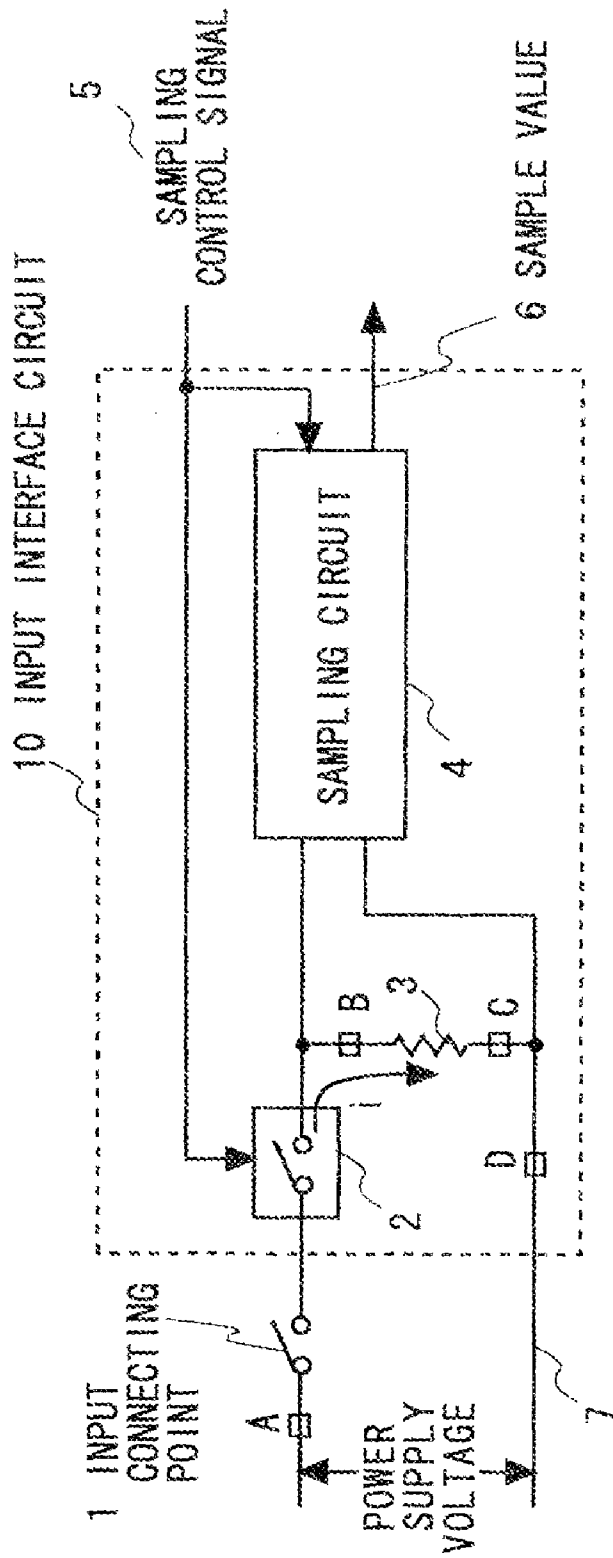 10 INPUT INTERFACE CIRCUIT
5
SAMPLING
CONTROL SIGNAL
1 INPUT
CONNECTING
POINT
A
2
i
B
3
C
D
SAMPLING CIRCUIT
4
6 SAMPLE VALUE
POWER
SUPPLY
VOLTAGE
7